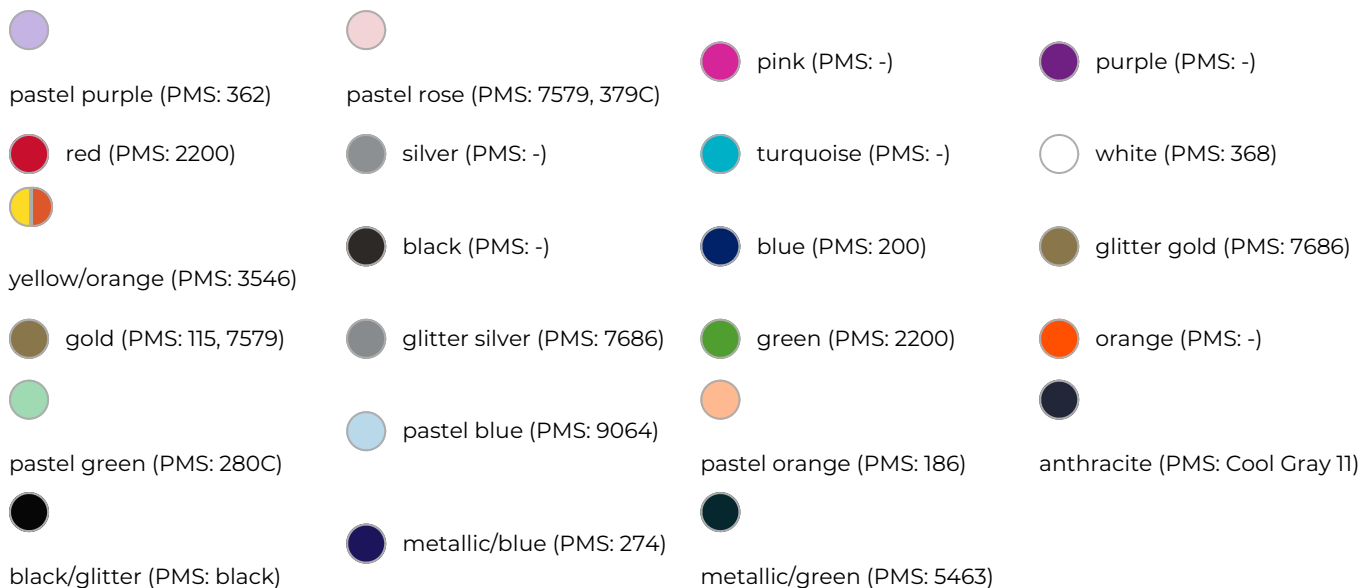 pastel purple (PMS: 362)
pastel rose (PMS: 7579, 379C)
pink (PMS: -)
purple (PMS: -)
red (PMS: 2200)
silver (PMS: -)
turquoise (PMS: -)
white (PMS: 368)
yellow/orange (PMS: 3546)
black (PMS: -)
blue (PMS: 200)
glitter gold (PMS: 7686)
gold (PMS: 115, 7579)
glitter silver (PMS: 7686)
green (PMS: 2200)
orange (PMS: -)
pastel green (PMS: 280C)
pastel blue (PMS: 9064)
pastel orange (PMS: 186)
anthracite (PMS: Cool Gray 11)
black/glitter (PMS: black)
metallic/blue (PMS: 274)
metallic/green (PMS: 5463)